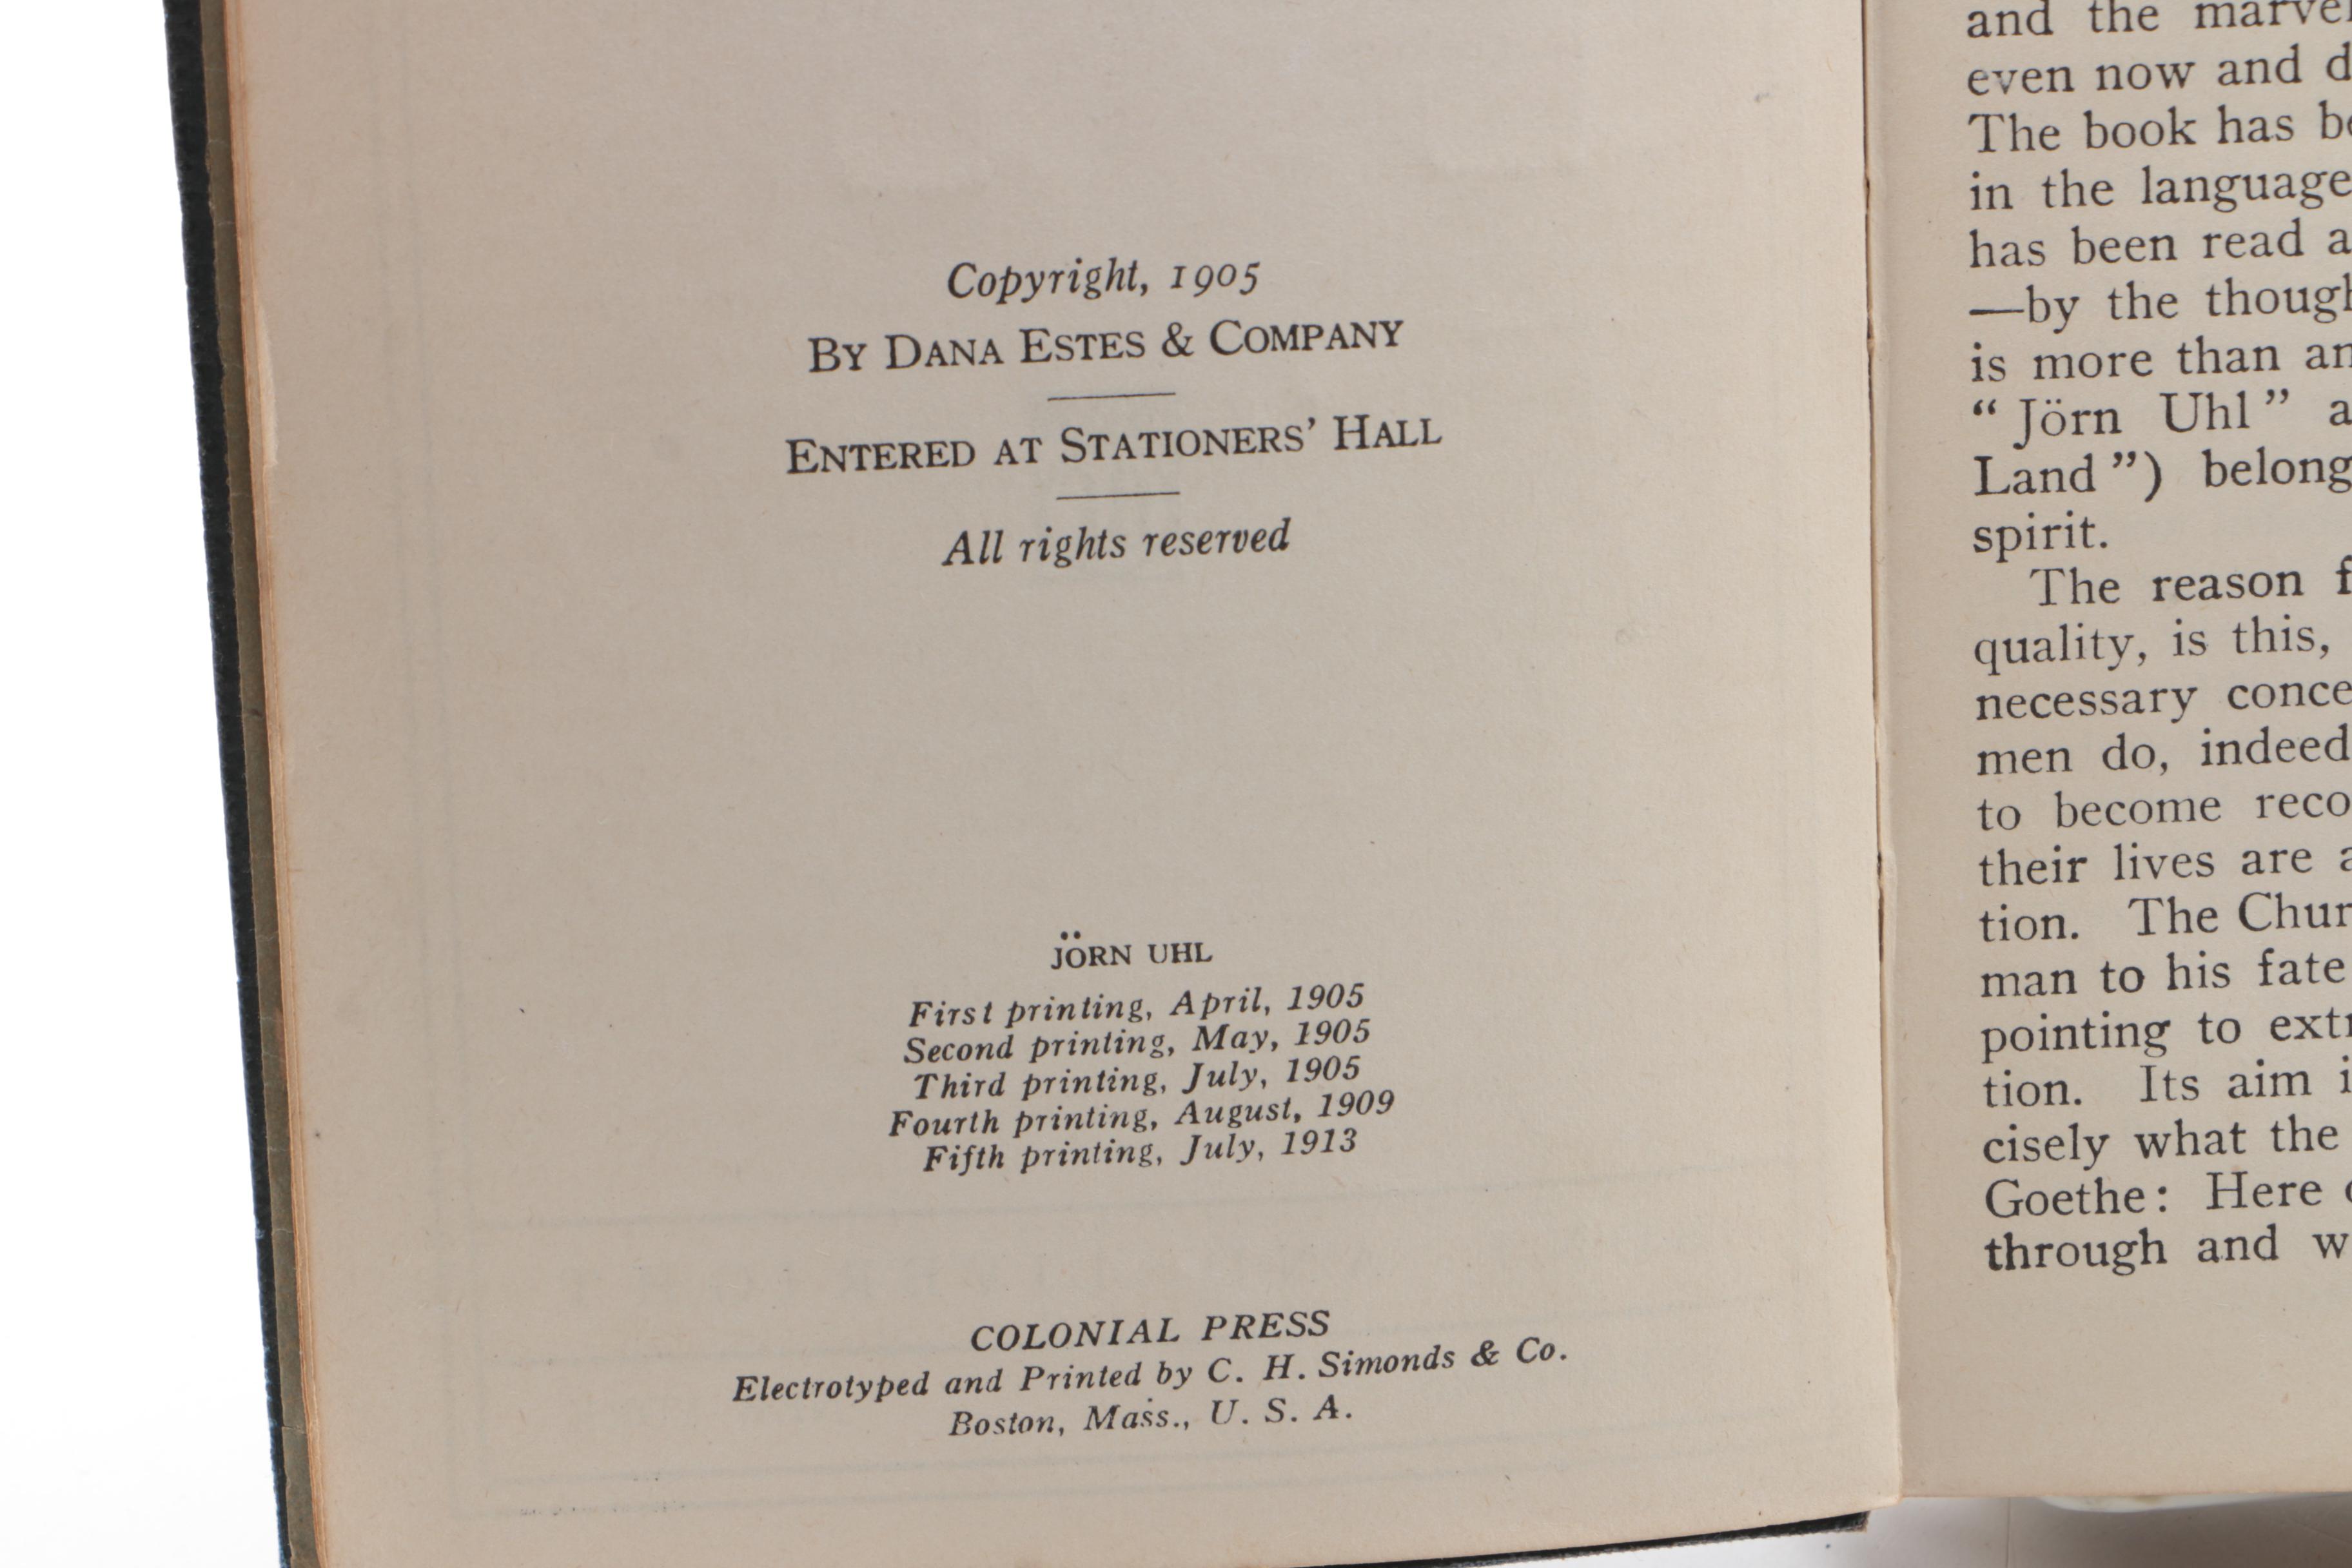 Copyright, 1905
BY DANA ESTES & COMPANY
ENTERED AT STATIONERS' HALL
All rights reserved
JÖRN UHL
First printing, April, 1905
Second printing, May, 1905
Third printing, July, 1905
Fourth printing, August, 1909
Fifth printing, July, 1913
COLONIAL PRESS
Electrotyped and Printed by C. H. Simonds & Co.
Boston, Mass., U. S. A.
and the
even now and
The book has
in the language
has been read
—by the
is more than
“Jörn Uhl”
Land”) belong
spirit.
The reason
quality, is this,
necessary
men do, indeed
to become
their lives are
tion. The
man to his fate
pointing to
tion. Its aim
cisely what the
Goethe: Here
through and